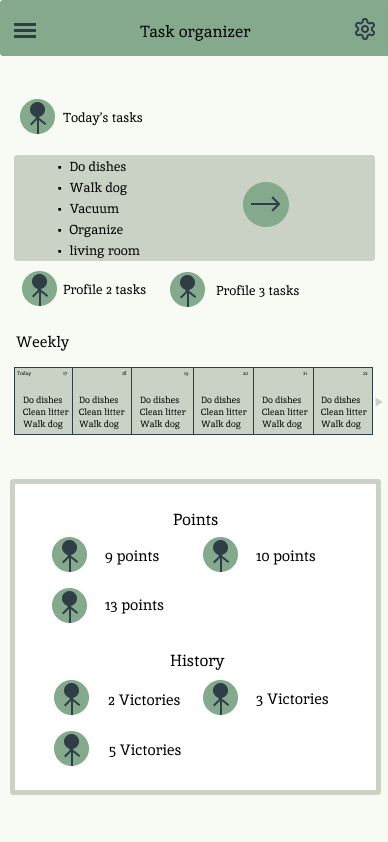 Task organizer
Today's tasks
• Do dishes
• Walk dog
• Vacuum
• Organize
• living room
Profile 2 tasks
Profile 3 tasks
Weekly
Today 17 18 19 20 21 22
Do dishes Do dishes Do dishes Do dishes Do dishes Do dishes
Clean litter Clean litter Clean litter Clean litter Clean litter Clean litter
Walk dog Walk dog Walk dog Walk dog Walk dog Walk dog
Points
9 points
10 points
13 points
History
2 Victories
3 Victories
5 Victories